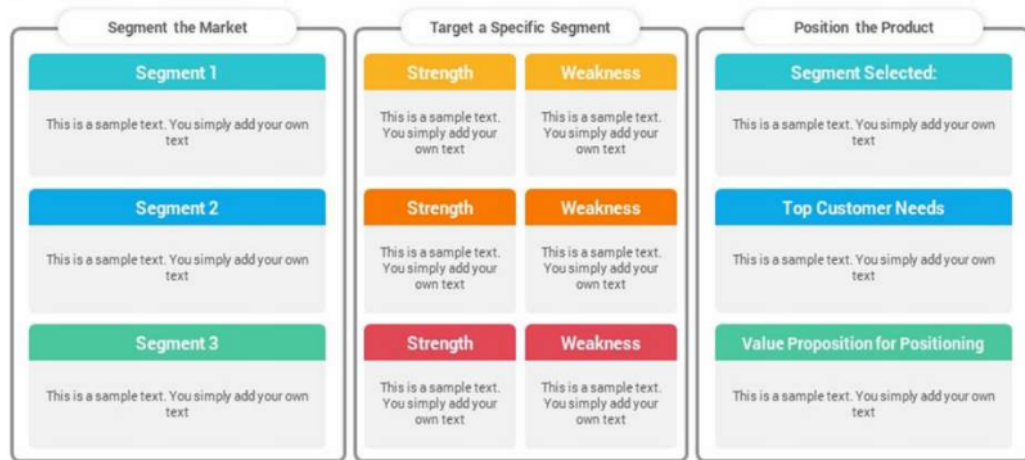 Segment the Market
Segment 1
This is a sample text. You simply add your own
text
Segment 2
This is a sample text. You simply add your own
text
Segment 3
This is a sample text. You simply add your own
text
Target a Specific Segment
Strength
This is a sample text.
You simply add your
own text
Weakness
This is a sample text.
You simply add your
own text
Strength
This is a sample text.
You simply add your
own text
Weakness
This is a sample text.
You simply add your
own text
Strength
This is a sample text.
You simply add your
own text
Weakness
This is a sample text.
You simply add your
own text
Position the Product
Segment Selected:
This is a sample text. You simply add your own
text
Top Customer Needs
This is a sample text. You simply add your own
text
Value Proposition for Positioning
This is a sample text. You simply add your own
text